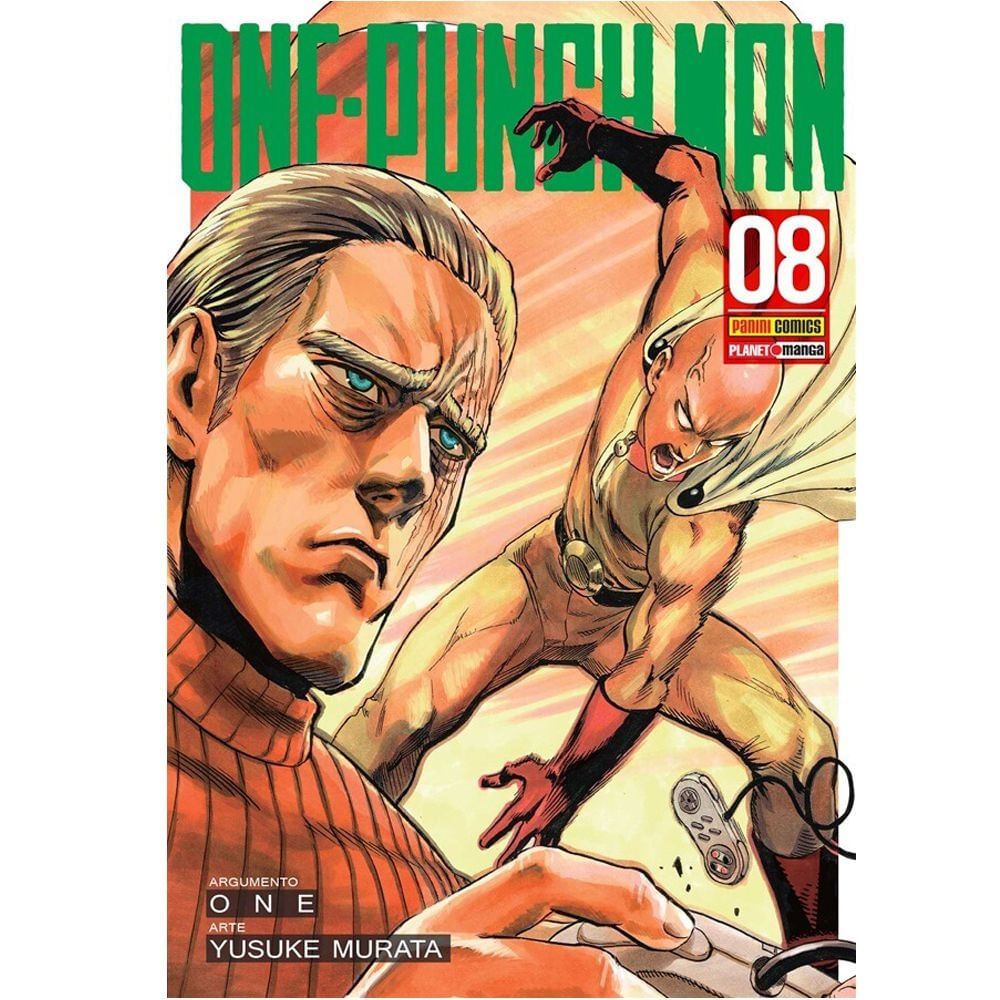 ONE-PUNCH MAN
08
PANINI COMICS
PLANET manga
ARGUMENTO
ONE
ARTE
YUSUKE MURATA